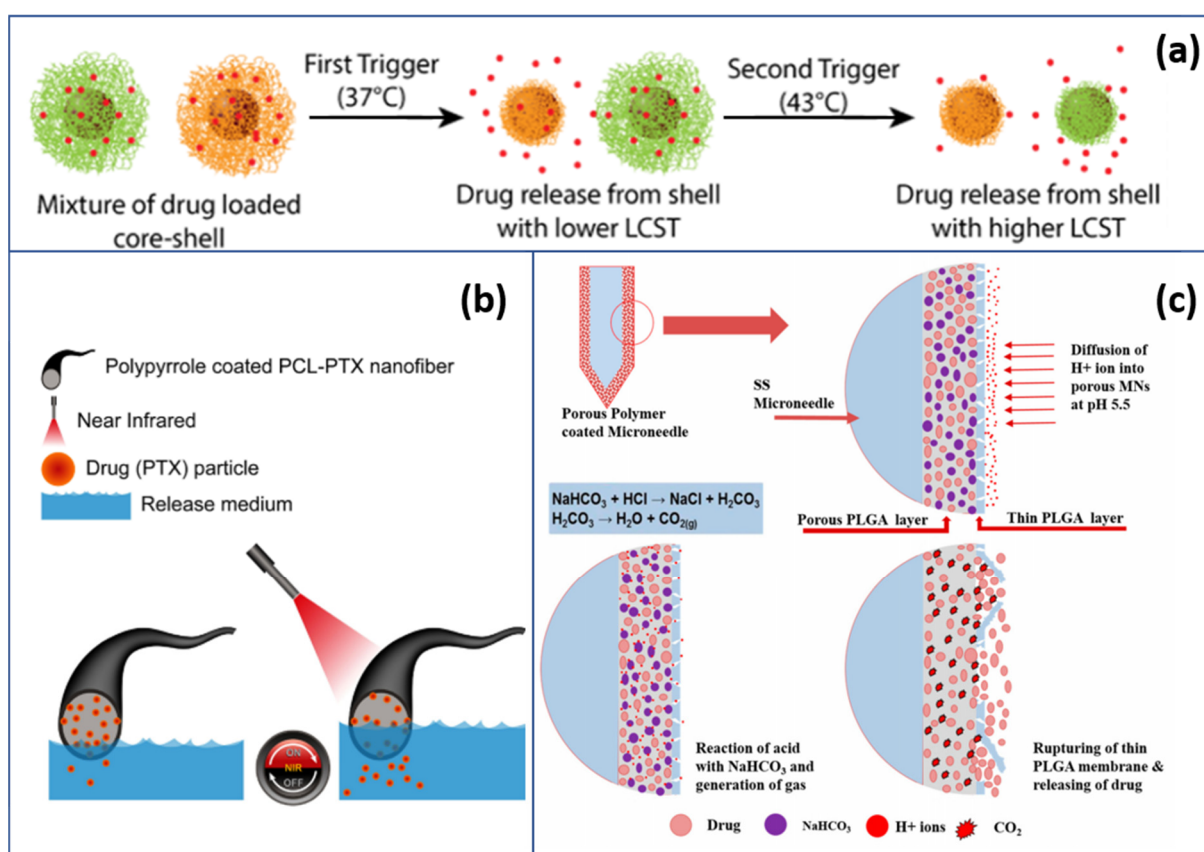 (a)
First Trigger
(37°C)
Second Trigger
(43°C)
Mixture of drug loaded
core-shell
Drug release from shell
with lower LCST
Drug release from shell
with higher LCST
(b)
Polypyrrole coated PCL-PTX nanofiber
Near Infrared
Drug (PTX) particle
Release medium
ON
NIR
OFF
(c)
Porous Polymer
coated Microneedle
SS
Microneedle
Diffusion of
H+ ion into
porous MNs
at pH 5.5
NaHCO₃ + HCl → NaCl + H₂CO₃
H₂CO₃ → H₂O + CO₂(g)
Porous PLGA layer
Thin PLGA layer
Reaction of acid
with NaHCO₃ and
generation of gas
Rupturing of thin
PLGA membrane &
releasing of drug
Drug
NaHCO₃
H+ ions
CO₂